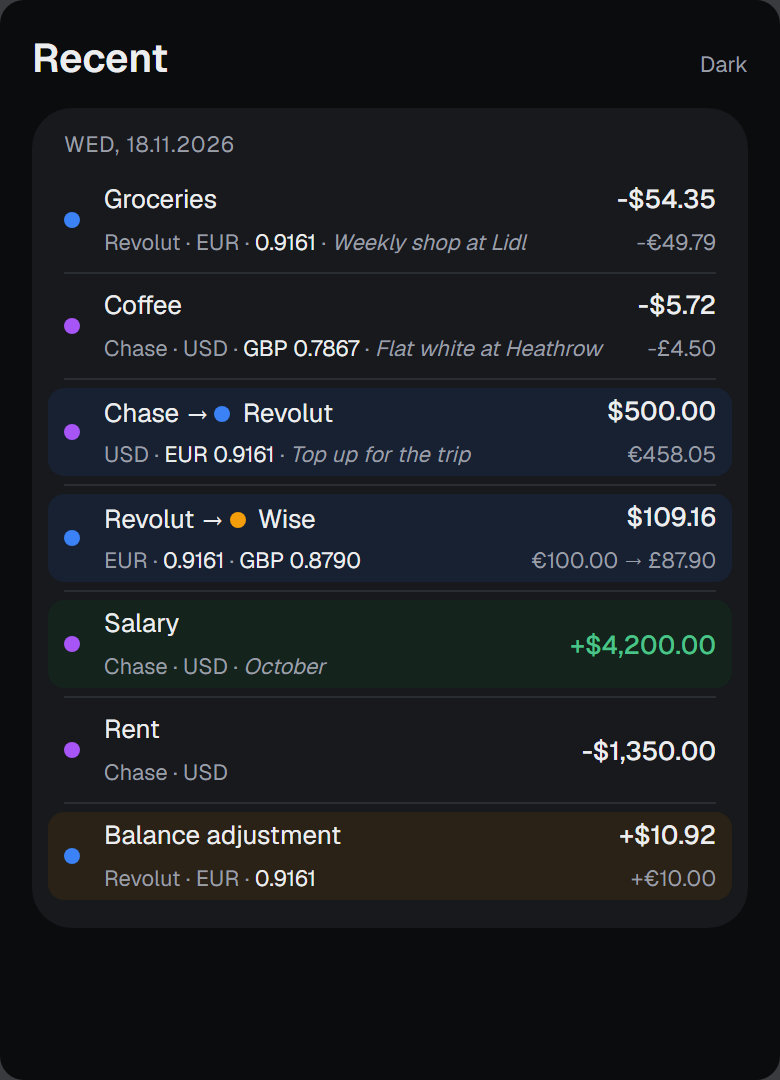 Recent
Dark
WED, 18.11.2026
Groceries -$54.35
Revolut · EUR · 0.9161 · Weekly shop at Lidl -€49.79
Coffee -$5.72
Chase · USD · GBP 0.7867 · Flat white at Heathrow -£4.50
Chase → Revolut $500.00
USD · EUR 0.9161 · Top up for the trip €458.05
Revolut → Wise $109.16
EUR · 0.9161 · GBP 0.8790 €100.00 → £87.90
Salary +$4,200.00
Chase · USD · October
Rent -$1,350.00
Chase · USD
Balance adjustment +$10.92
Revolut · EUR · 0.9161 +€10.00